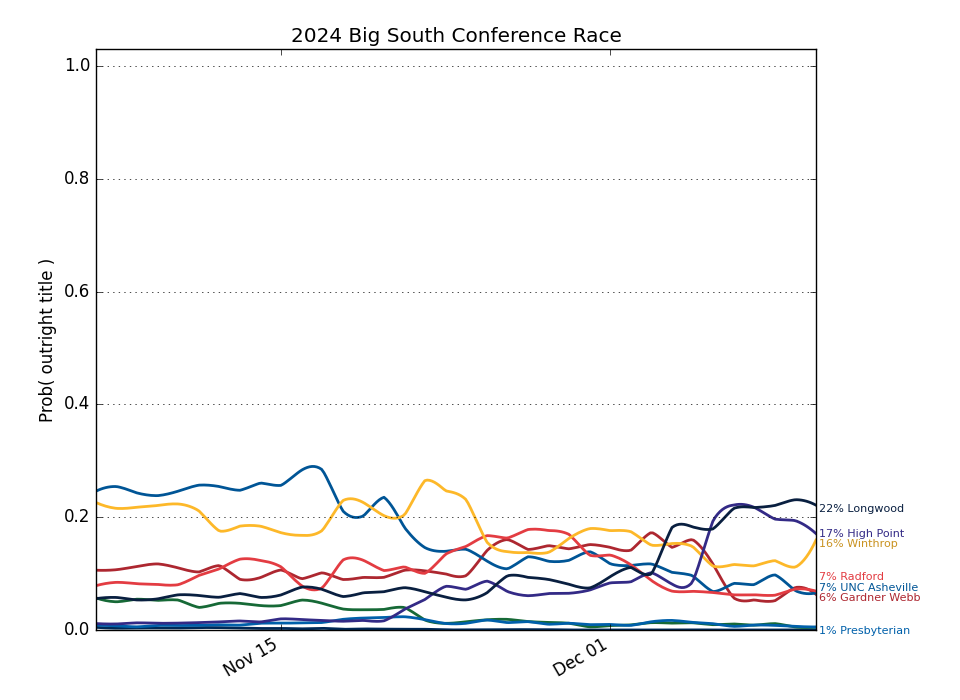 2024 Big South Conference Race
Prob( outright title )
1.0
0.8
0.6
0.4
0.2
0.0
22% Longwood
17% High Point
16% Winthrop
7% Radford
7% UNC Asheville
6% Gardner Webb
1% Presbyterian
Nov 15
Dec 01